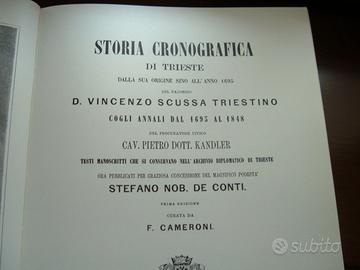 STORIA CRONOGRAFICA
DI TRIESTE
DALLA SUA ORIGINE SINO ALL'ANNO 1695
DEL CANONICO
D. VINCENZO SCUSSA TRIESTINO
COGLI ANNALI DAL 1695 AL 1848
DEL PROCURATORE CIVICO
CAV. PIETRO DOTT. KANDLER
TESTI MANOSCRITTI CHE SI CONSERVANO NELL'ARCHIVIO DIPLOMATICO DI TRIESTE
ORA PUBBLICATI PER GRAZIOSA CONCESSIONE DEL MAGNIFICO PODESTA'
STEFANO NOB. DE CONTI.
PRIMA EDIZIONE
CURATA DA
F. CAMERONI.
subito